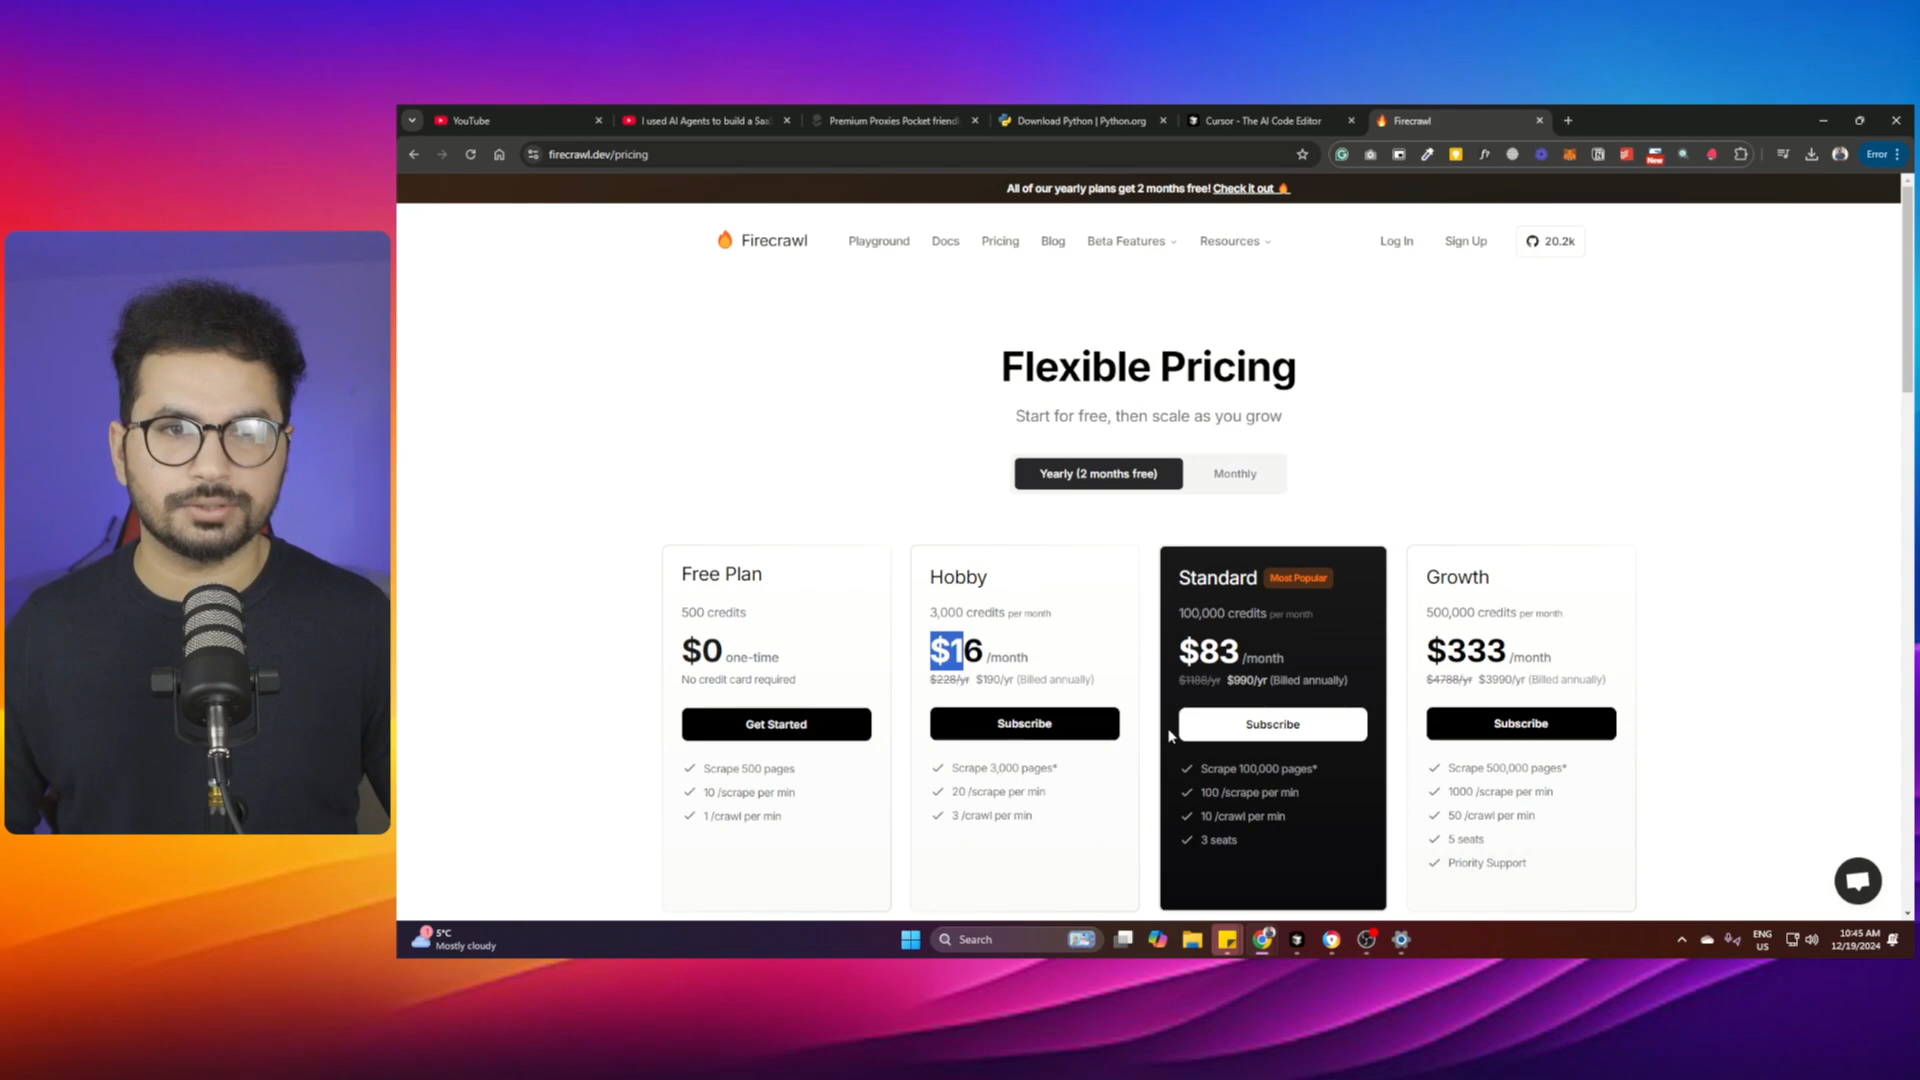 YouTube
I used AI Agents to build a Saa
Premium Proxies Pocket friend
Download Python | Python.org
Cursor - The AI Code Editor
Firecrawl
firecrawl.dev/pricing
New
Error
All of our yearly plans get 2 months free! Check it out
Firecrawl
Playground
Docs
Pricing
Blog
Beta Features
Resources
Log In
Sign Up
20.2k
Flexible Pricing
Start for free, then scale as you grow
Yearly (2 months free)
Monthly
Free Plan
500 credits
$0 one-time
No credit card required
Get Started
Scrape 500 pages
10 /scrape per min
1 /crawl per min
Hobby
3,000 credits per month
$16 /month
$228/yr $190/yr (Billed annually)
Subscribe
Scrape 3,000 pages*
20 /scrape per min
3 /crawl per min
Standard Most Popular
100,000 credits per month
$83 /month
$1188/yr $990/yr (Billed annually)
Subscribe
Scrape 100,000 pages*
100 /scrape per min
10 /crawl per min
3 seats
Growth
500,000 credits per month
$333 /month
$4788/yr $3990/yr (Billed annually)
Subscribe
Scrape 500,000 pages*
1000 /scrape per min
50 /crawl per min
5 seats
Priority Support
1
5°C
Mostly cloudy
Search
ENG
US
10:45 AM
12/19/2024